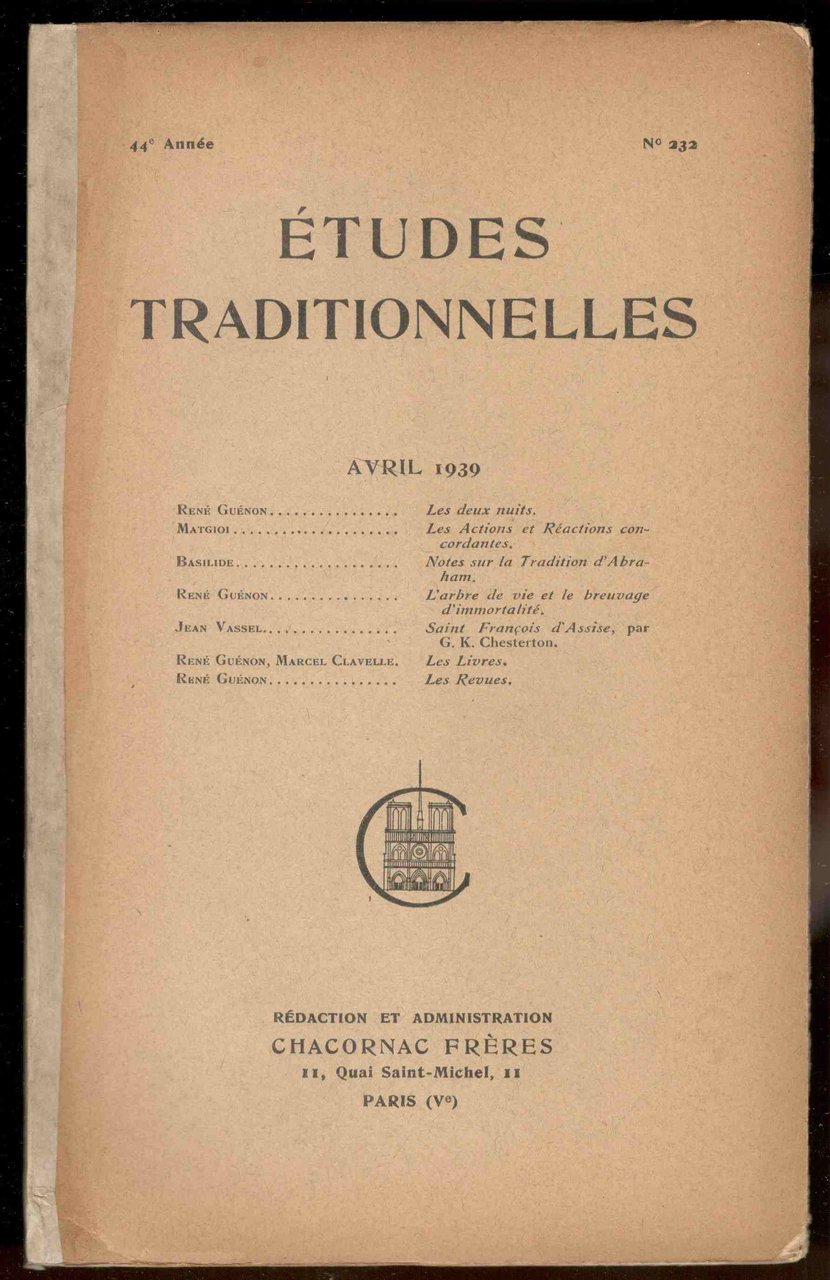 44e Année
No 232
ÉTUDES
TRADITIONNELLES
AVRIL 1939
René Guénon................ Les deux nuits.
Matgioi..................... Les Actions et Réactions con-
cordantes.
Basilide.................... Notes sur la Tradition d'Abra-
ham.
René Guénon................ L'arbre de vie et le breuvage
d'immortalité.
Jean Vassel................. Saint François d'Assise, par
G. K. Chesterton.
René Guénon, Marcel Clavelle. Les Livres.
René Guénon................ Les Revues.
C
RÉDACTION ET ADMINISTRATION
CHACORNAC FRÈRES
11, Quai Saint-Michel, 11
PARIS (Ve)